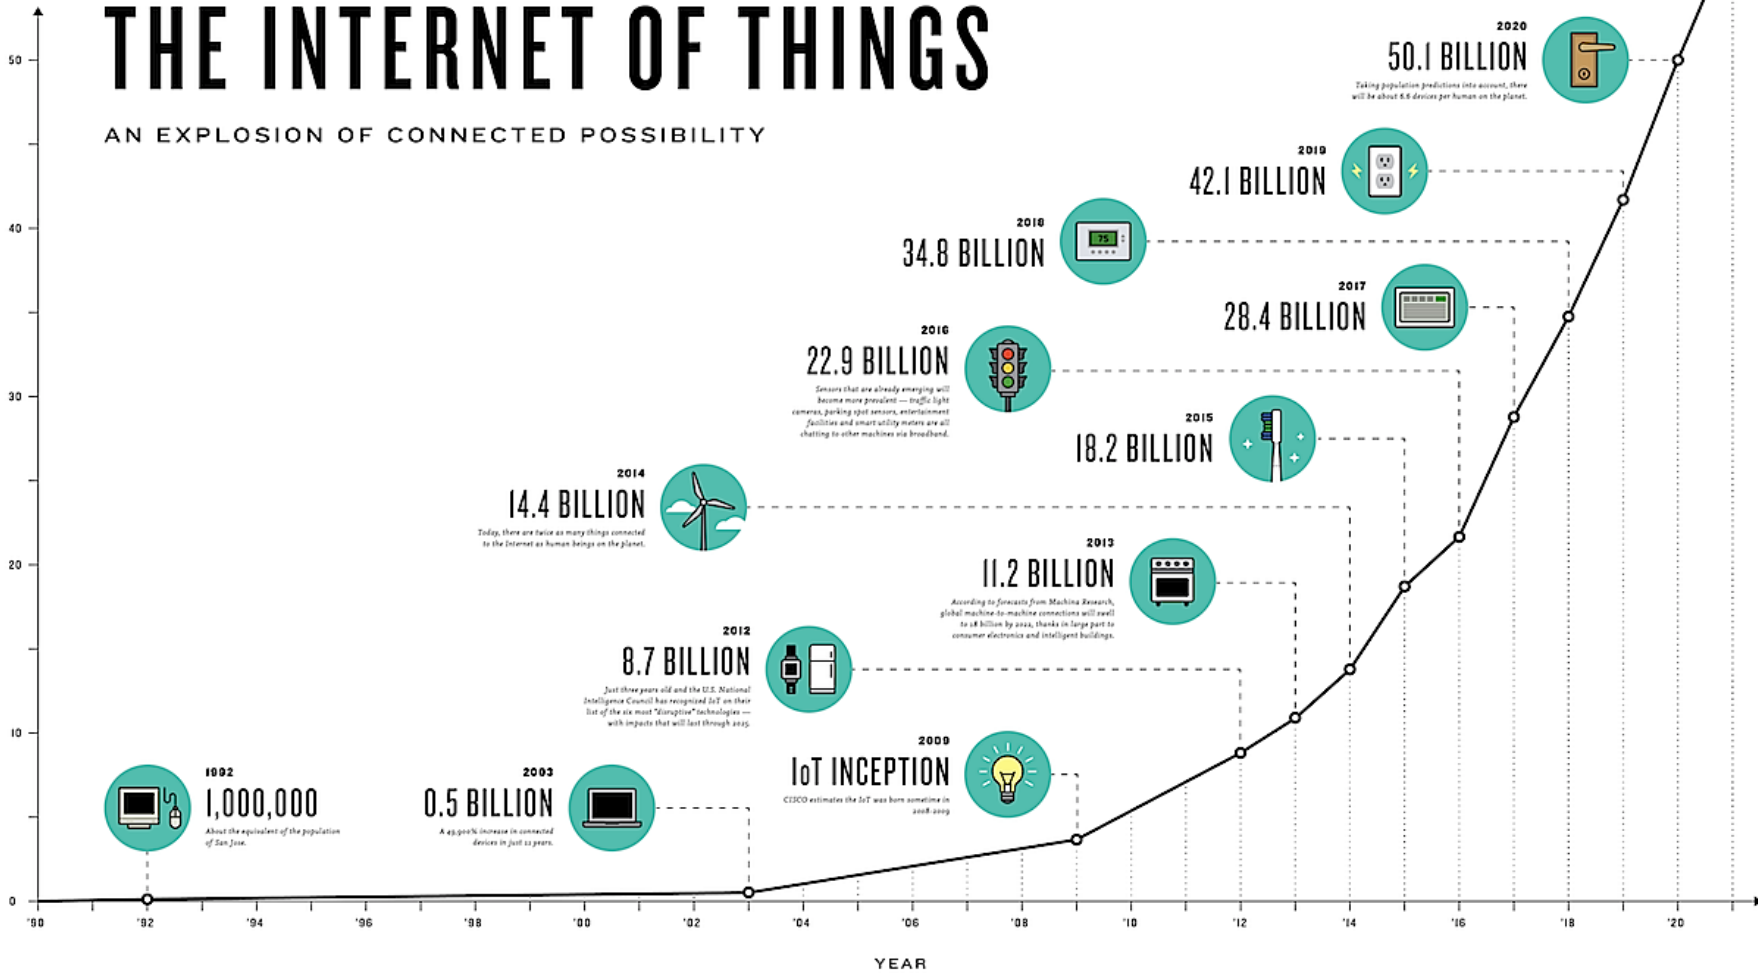 THE INTERNET OF THINGS
AN EXPLOSION OF CONNECTED POSSIBILITY
2020
50.1 BILLION
Taking population predictions into account, there
will be about 6.6 devices per human on the planet.
2019
42.1 BILLION
2018
34.8 BILLION
75
2017
28.4 BILLION
2016
22.9 BILLION
Sensors that are already emerging will
become more prevalent — traffic light
cameras, parking spot sensors, entertainment
facilities and smart utility meters are all
chatting to other machines via broadband.
2015
18.2 BILLION
2014
14.4 BILLION
Today, there are twice as many things connected
to the Internet as human beings on the planet.
2013
11.2 BILLION
According to forecasts from Machina Research,
global machine-to-machine connections will swell
to 18 billion by 2022, thanks in large part to
consumer electronics and intelligent buildings.
2012
8.7 BILLION
Just three years old and the U.S. National
Intelligence Council has recognized IoT on their
list of the six most "disruptive" technologies —
with impacts that will last through 2025.
2009
IoT INCEPTION
CISCO estimates the IoT was born sometime in
2008-2009
1992
1,000,000
About the equivalent of the population
of San Jose.
2003
0.5 BILLION
A 49,900% increase in connected
devices in just 11 years.
50
40
30
20
10
0
'90 '92 '94 '96 '98 '00 '02 '04 '06 '08 '10 '12 '14 '16 '18 '20
YEAR